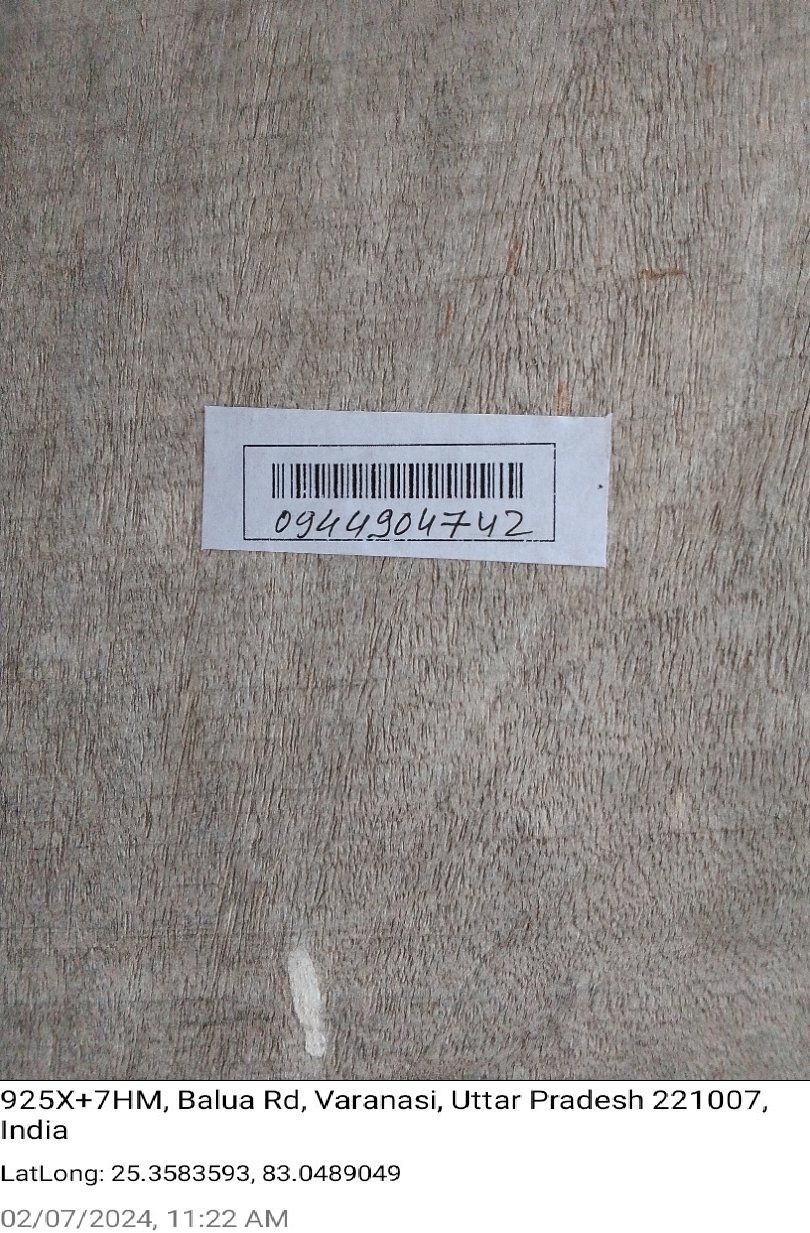 0944904742
925X+7HM, Balua Rd, Varanasi, Uttar Pradesh 221007,
India
LatLong: 25.3583593, 83.0489049
02/07/2024, 11:22 AM